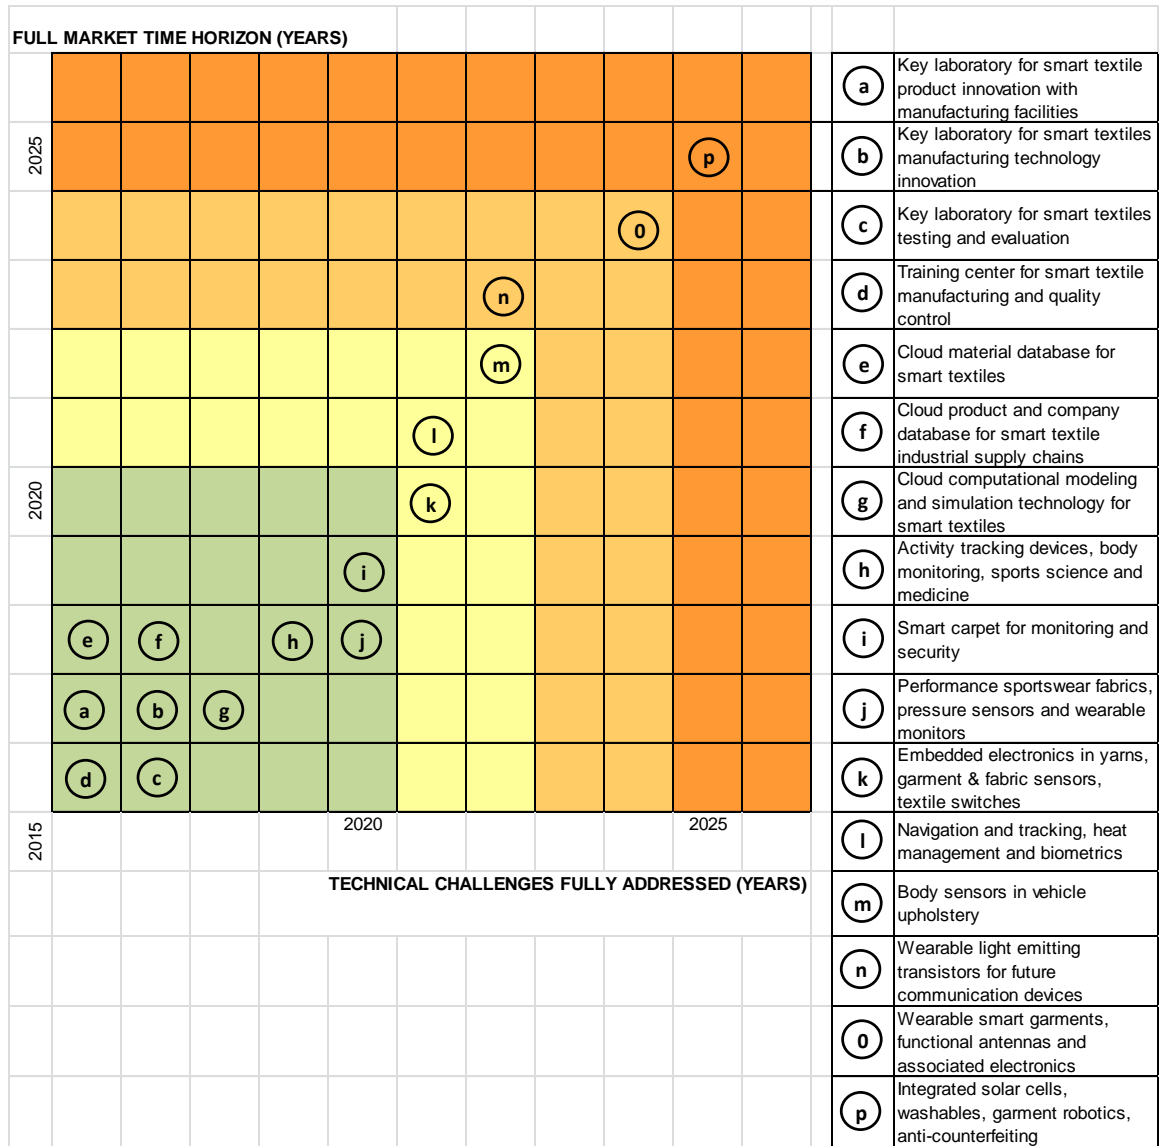 FULL MARKET TIME HORIZON (YEARS)
2025
2020
2015
p
0
n
m
l
k
i
e
f
h
j
a
b
g
d
c
2020
2025
TECHNICAL CHALLENGES FULLY ADDRESSED (YEARS)
a
Key laboratory for smart textile
product innovation with
manufacturing facilities
b
Key laboratory for smart textiles
manufacturing technology
innovation
c
Key laboratory for smart textiles
testing and evaluation
d
Training center for smart textile
manufacturing and quality
control
e
Cloud material database for
smart textiles
f
Cloud product and company
database for smart textile
industrial supply chains
g
Cloud computational modeling
and simulation technology for
smart textiles
h
Activity tracking devices, body
monitoring, sports science and
medicine
i
Smart carpet for monitoring and
security
j
Performance sportswear fabrics,
pressure sensors and wearable
monitors
k
Embedded electronics in yarns,
garment & fabric sensors,
textile switches
l
Navigation and tracking, heat
management and biometrics
m
Body sensors in vehicle
upholstery
n
Wearable light emitting
transistors for future
communication devices
0
Wearable smart garments,
functional antennas and
associated electronics
p
Integrated solar cells,
washables, garment robotics,
anti-counterfeiting